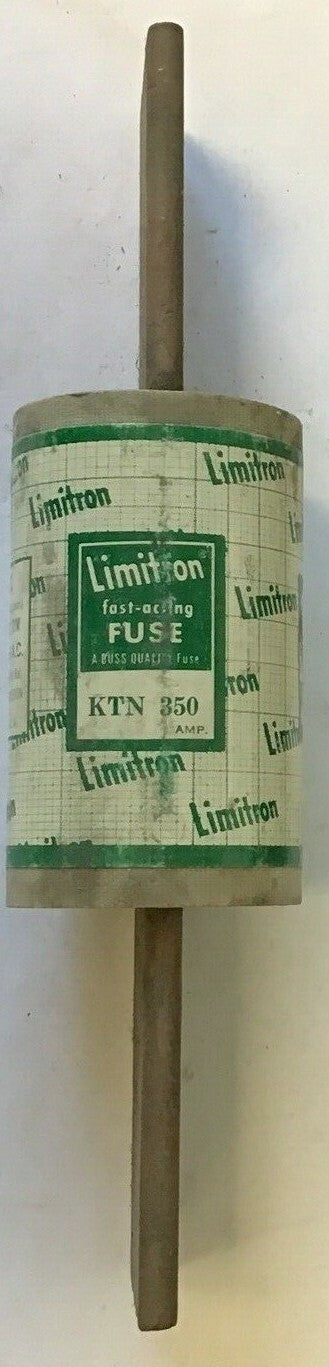 Limitron
Limitron
Limitron
fast-acting
FUSE
A BUSS QUALITY Fuse
KTN 350
AMP.
Limitron
Limitron
Limitron